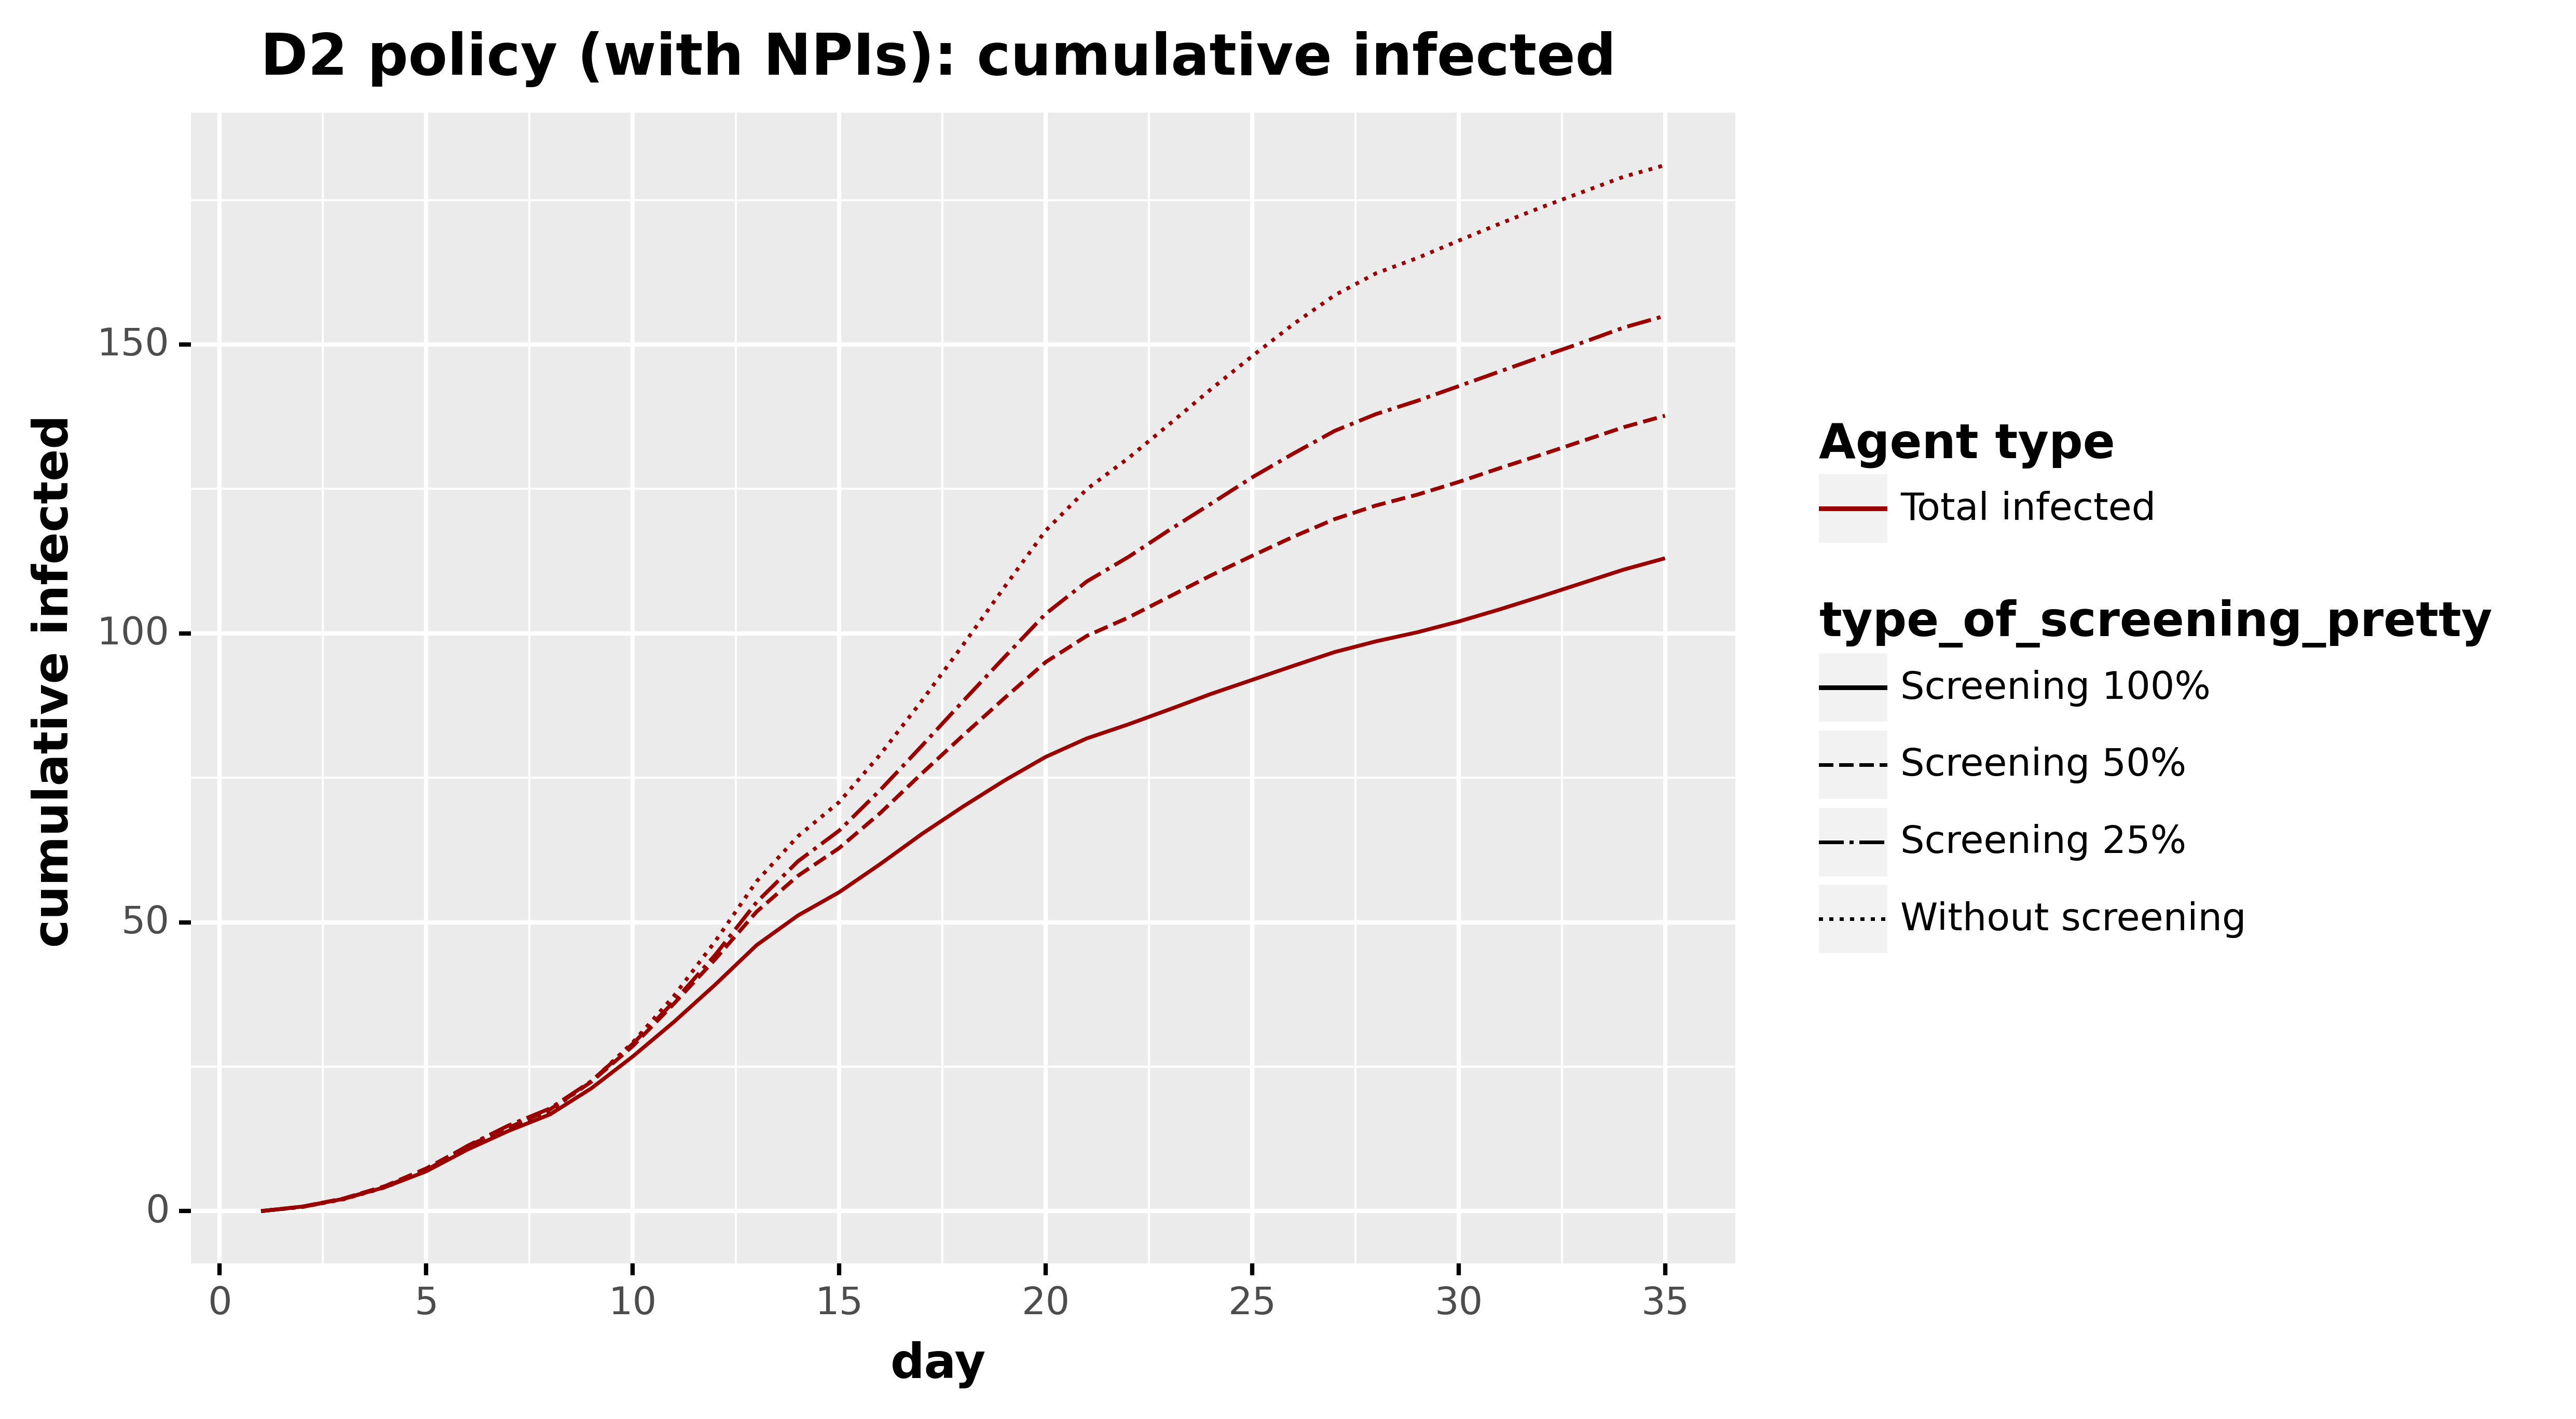 D2 policy (with NPIs): cumulative infected
cumulative infected
150
100
50
0
0 5 10 15 20 25 30 35
day
Agent type
Total infected
type_of_screening_pretty
Screening 100%
Screening 50%
Screening 25%
Without screening